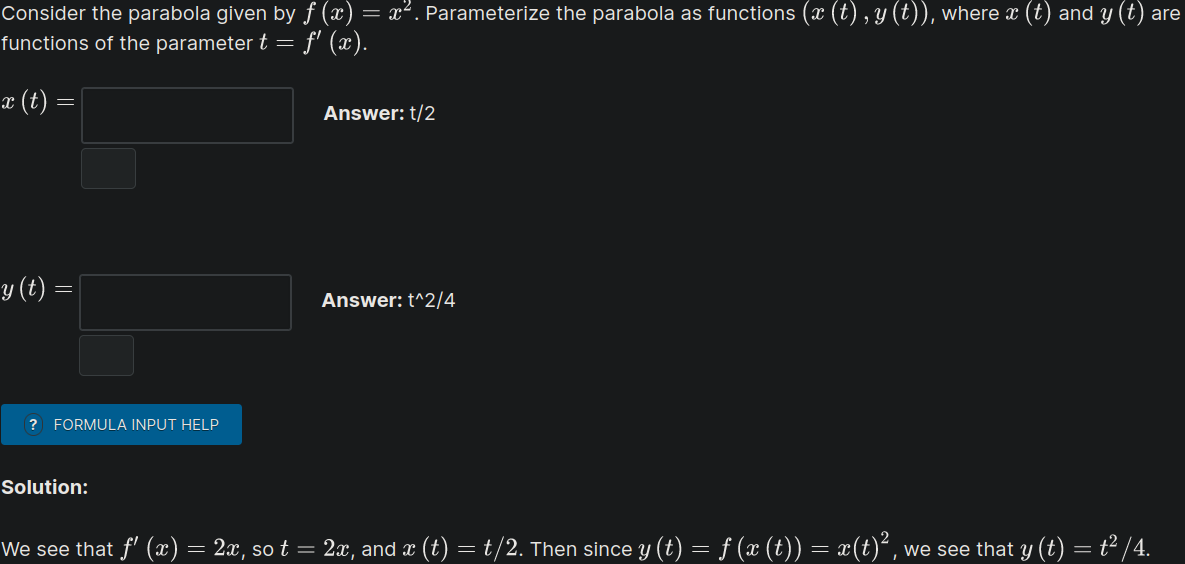 Consider the parabola given by f (x) = x². Parameterize the parabola as functions (x (t) , y (t)), where x (t) and y (t) are
functions of the parameter t = f′ (x).
x (t) =
Answer: t/2
y (t) =
Answer: t^2/4
? FORMULA INPUT HELP
Solution:
We see that f′ (x) = 2x, so t = 2x, and x (t) = t/2. Then since y (t) = f (x (t)) = x(t)², we see that y (t) = t²/4.